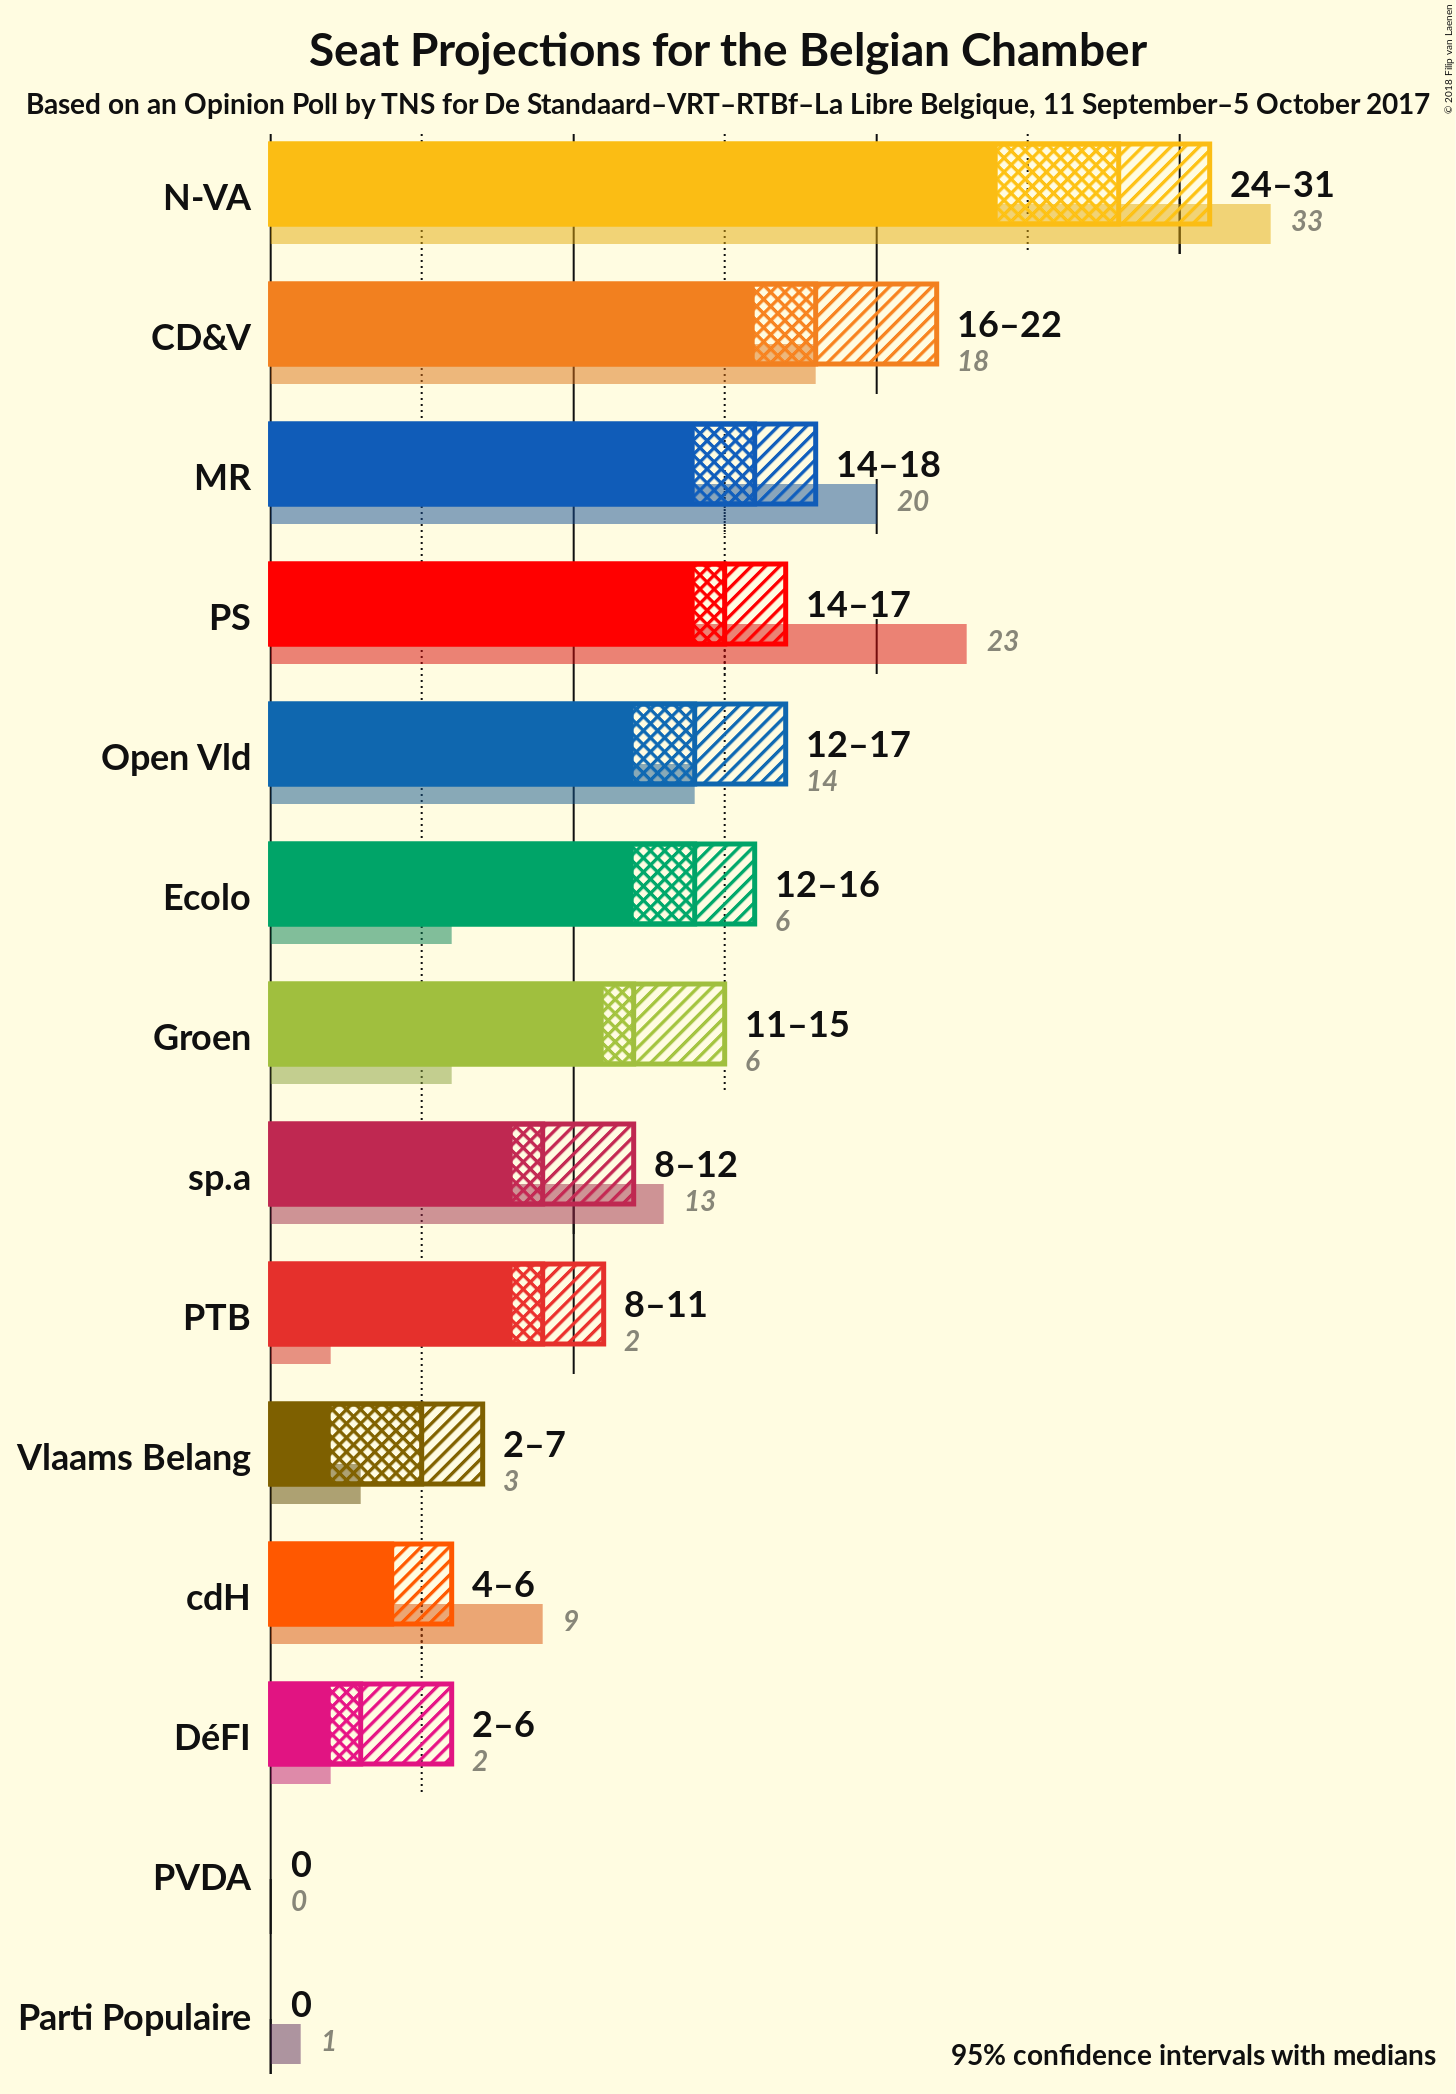 Seat Projections for the Belgian Chamber
Based on an Opinion Poll by TNS for De Standaard–VRT–RTBf–La Libre Belgique, 11 September–5 October 2017
© 2018 Filip van Laenen
N-VA
24–31
33
CD&V
16–22
18
MR
14–18
20
PS
14–17
23
Open Vld
12–17
14
Ecolo
12–16
6
Groen
11–15
6
sp.a
8–12
13
PTB
8–11
2
Vlaams Belang
2–7
3
cdH
4–6
9
DéFI
2–6
2
PVDA
0
0
Parti Populaire
0
1
95% confidence intervals with medians